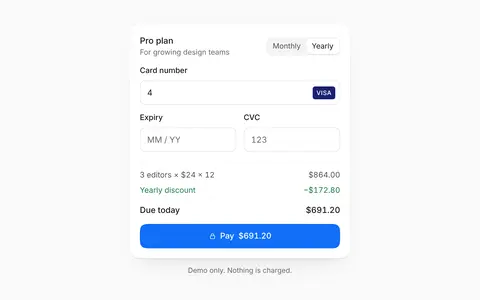 Pro plan
For growing design teams
Monthly Yearly
Card number
4
VISA
Expiry CVC
MM / YY 123
3 editors × $24 × 12 $864.00
Yearly discount −$172.80
Due today $691.20
Pay $691.20
Demo only. Nothing is charged.